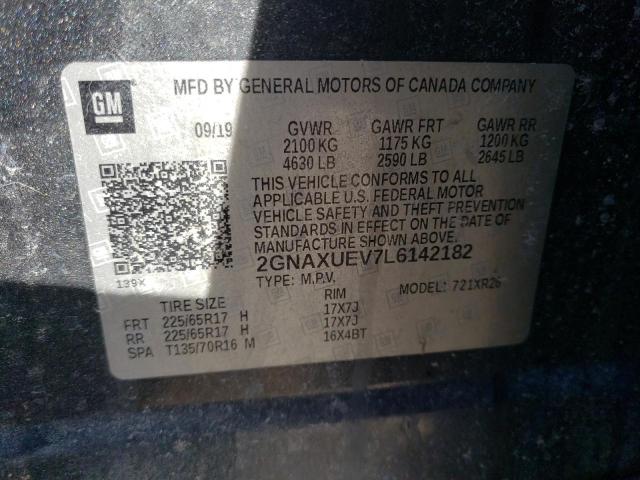 GM
MFD BY GENERAL MOTORS OF CANADA COMPANY
09/19 GVWR GAWR FRT GAWR RR
2100 KG 1175 KG 1200 KG
4630 LB 2590 LB 2645 LB
THIS VEHICLE CONFORMS TO ALL
APPLICABLE U.S. FEDERAL MOTOR
VEHICLE SAFETY AND THEFT PREVENTION
STANDARDS IN EFFECT ON THE DATE OF
MANUFACTURE SHOWN ABOVE.
2GNAXUEV7L6142182
139X TYPE: M.P.V. MODEL: 721XR26
TIRE SIZE RIM
FRT 225/65R17 H 17X7J
RR 225/65R17 H 17X7J
SPA T135/70R16 M 16X4BT